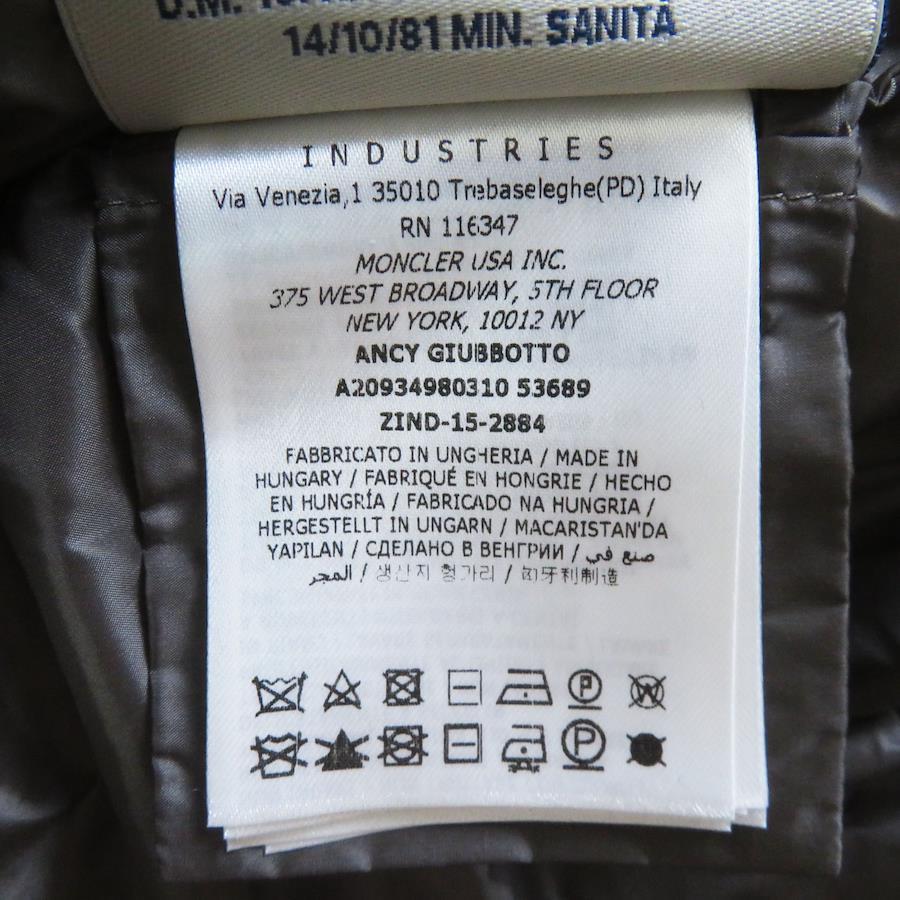 14/10/81 MIN. SANITÀ
INDUSTRIES
Via Venezia,1 35010 Trebaseleghe(PD) Italy
RN 116347
MONCLER USA INC.
375 WEST BROADWAY, 5TH FLOOR
NEW YORK, 10012 NY
ANCY GIUBBOTTO
A20934980310 53689
ZIND-15-2884
FABBRICATO IN UNGHERIA / MADE IN
HUNGARY / FABRIQUÉ EN HONGRIE / HECHO
EN HUNGRÍA / FABRICADO NA HUNGRIA /
HERGESTELLT IN UNGARN / MACARISTAN'DA
YAPILAN / СДЕЛАНО В ВЕНГРИИ / صنع في
المجر / 생산지 헝가리 / 匈牙利制造
P W
P